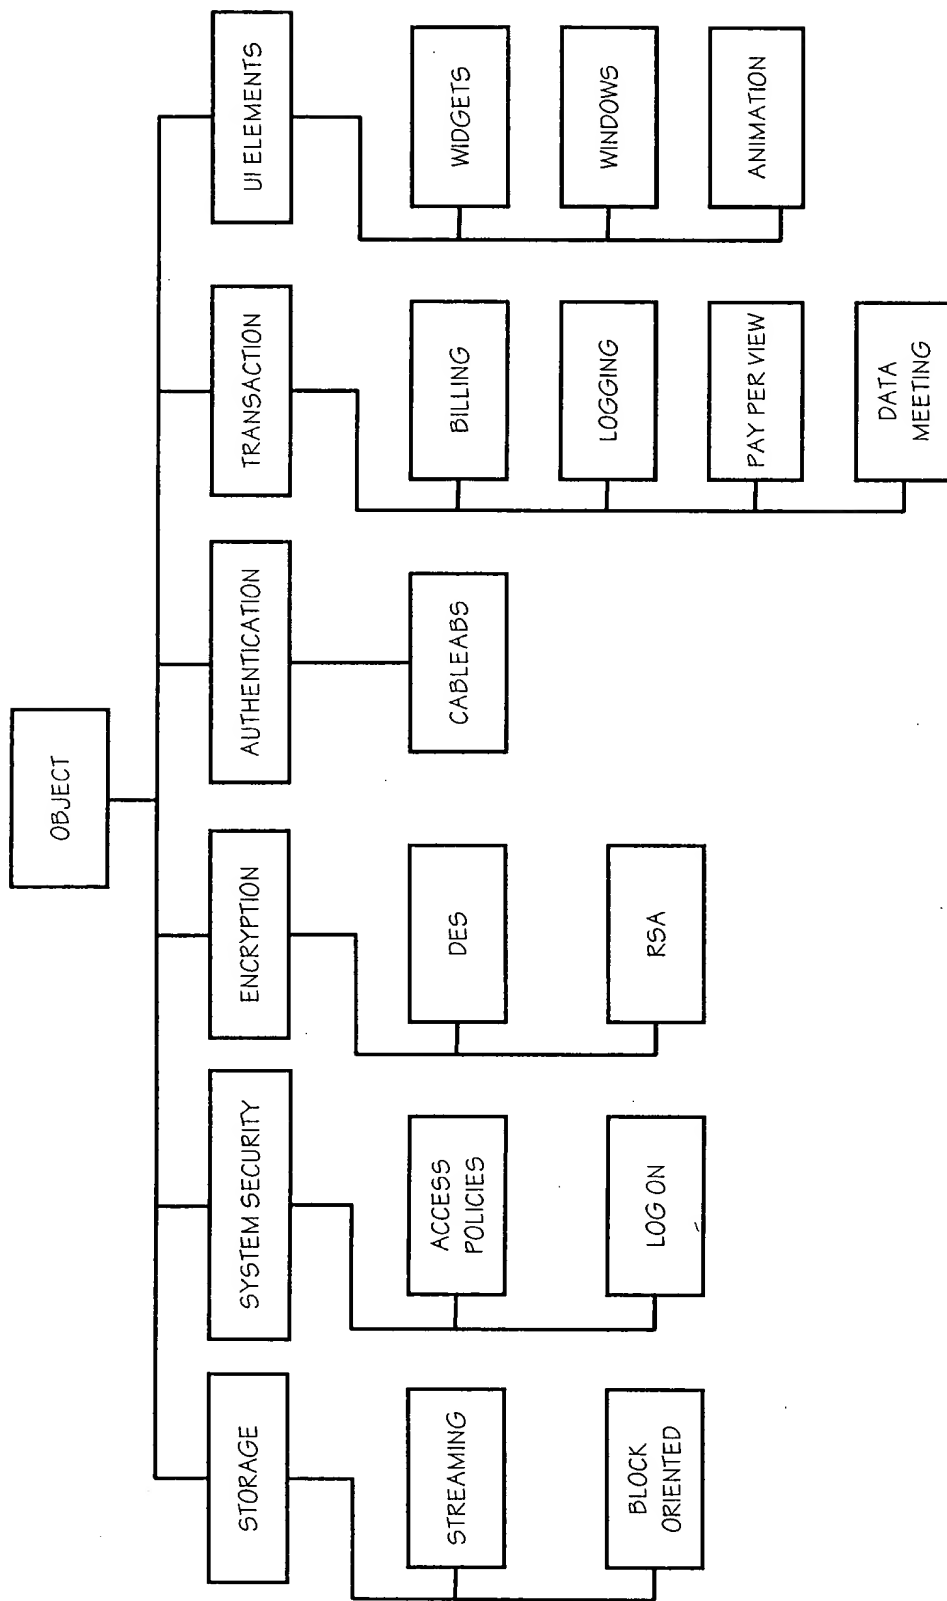 OBJECT
STORAGE
SYSTEM SECURITY
ENCRYPTION
AUTHENTICATION
TRANSACTION
UI ELEMENTS
STREAMING
BLOCK
ORIENTED
ACCESS
POLICIES
LOG ON
DES
RSA
CABLEABS
BILLING
LOGGING
PAY PER VIEW
DATA
MEETING
WIDGETS
WINDOWS
ANIMATION